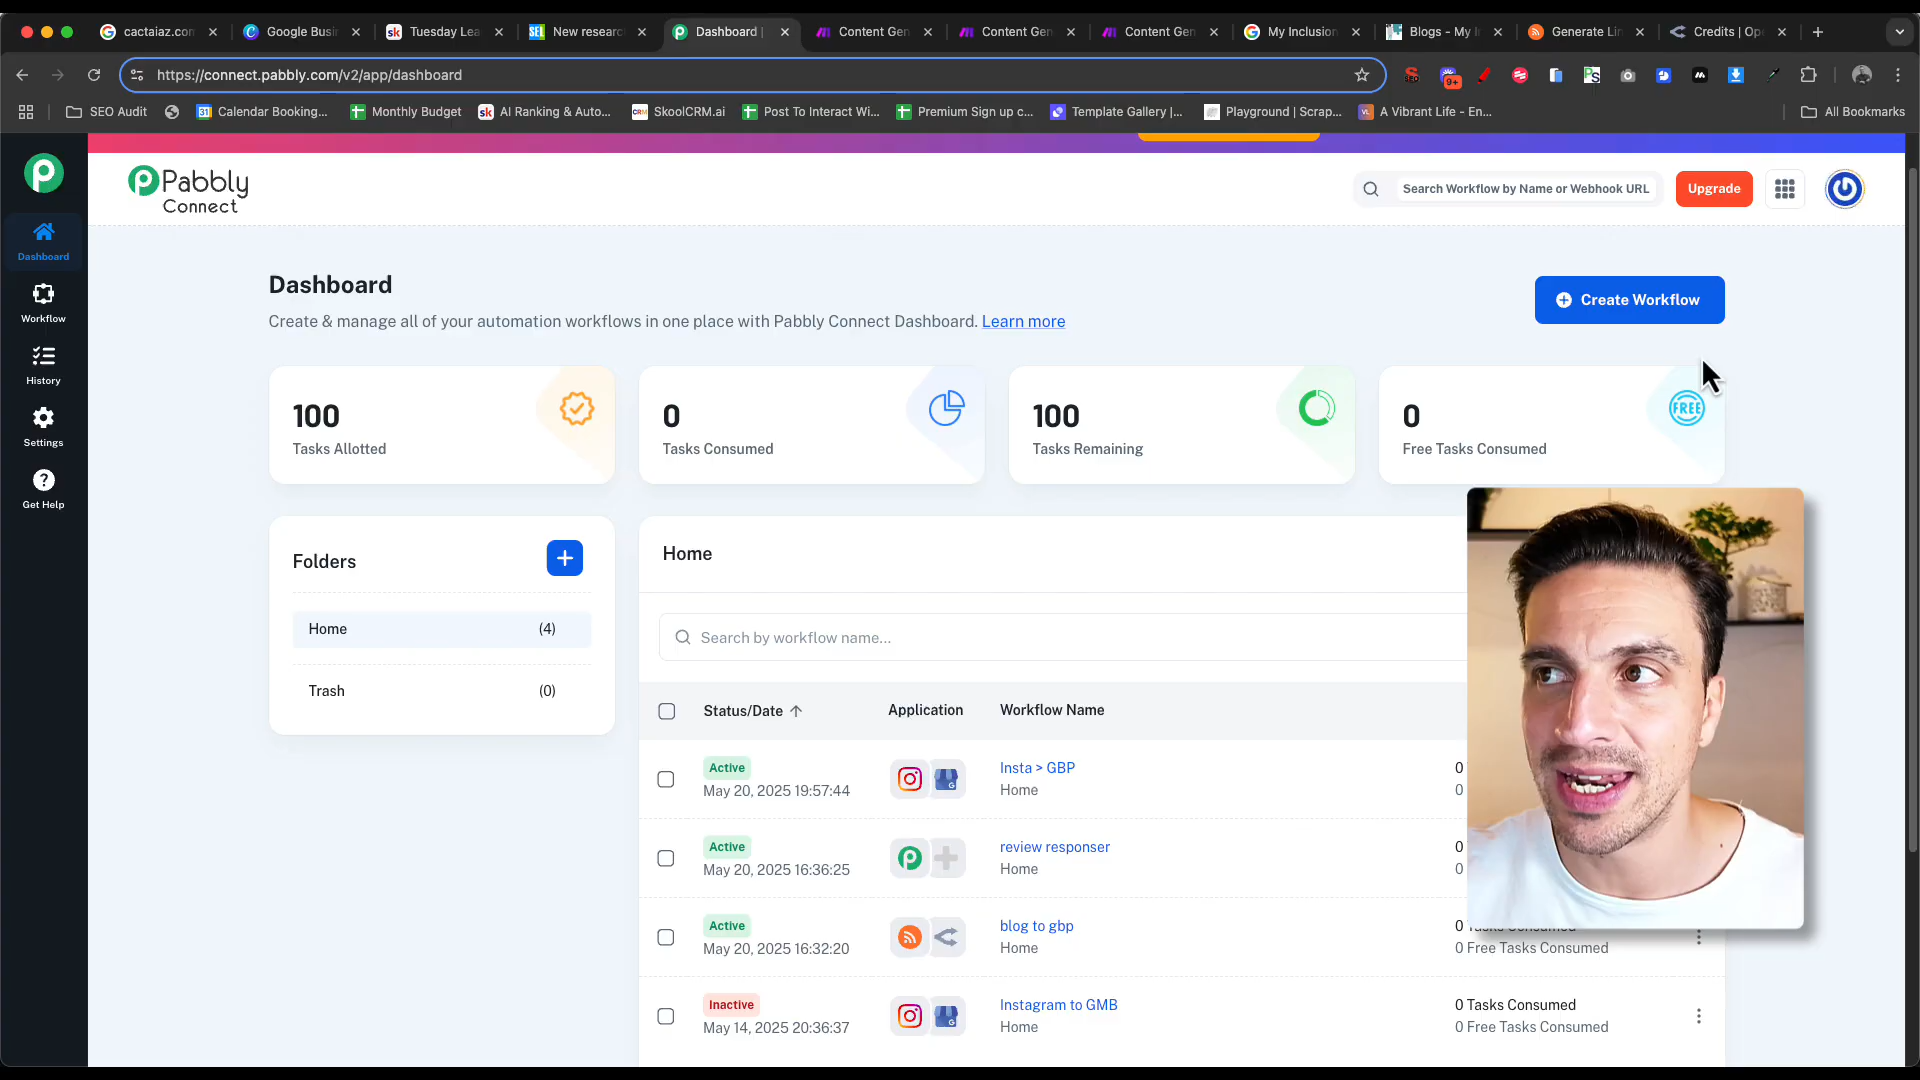 cactaiaz.con
Google Busi
Tuesday Lea
New researc
Dashboard |
Content Gen
Content Gen
Content Gen
My Inclusion
Blogs - My I
Generate Lin
Credits | Ope
https://connect.pabbly.com/v2/app/dashboard
9+
SEO Audit
Calendar Booking...
Monthly Budget
AI Ranking & Auto...
SkoolCRM.ai
Post To Interact Wi...
Premium Sign up c...
Template Gallery |...
Playground | Scrap...
A Vibrant Life - En...
All Bookmarks
Pabbly
Connect
Search Workflow by Name or Webhook URL
Upgrade
Dashboard
Workflow
History
Settings
Get Help
Dashboard
Create & manage all of your automation workflows in one place with Pabbly Connect Dashboard. Learn more
Create Workflow
100
Tasks Allotted
0
Tasks Consumed
100
Tasks Remaining
0
Free Tasks Consumed
FREE
Folders
Home (4)
Trash (0)
Home
Search by workflow name...
Status/Date
Application
Workflow Name
Active
May 20, 2025 19:57:44
Insta > GBP
Home
0
0
Active
May 20, 2025 16:36:25
review responser
Home
0
0
Active
May 20, 2025 16:32:20
blog to gbp
Home
0 Tasks Consumed
0 Free Tasks Consumed
Inactive
May 14, 2025 20:36:37
Instagram to GMB
Home
0 Tasks Consumed
0 Free Tasks Consumed